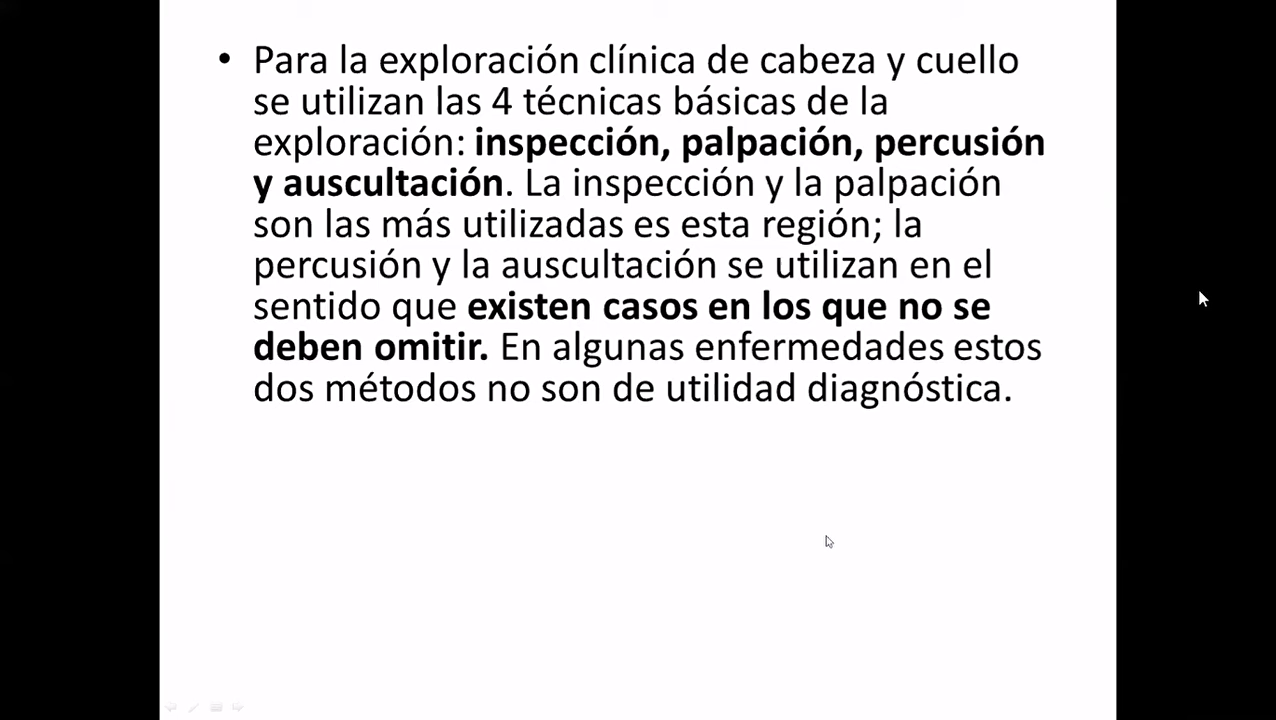 • Para la exploración clínica de cabeza y cuello
se utilizan las 4 técnicas básicas de la
exploración: inspección, palpación, percusión
y auscultación. La inspección y la palpación
son las más utilizadas es esta región; la
percusión y la auscultación se utilizan en el
sentido que existen casos en los que no se
deben omitir. En algunas enfermedades estos
dos métodos no son de utilidad diagnóstica.